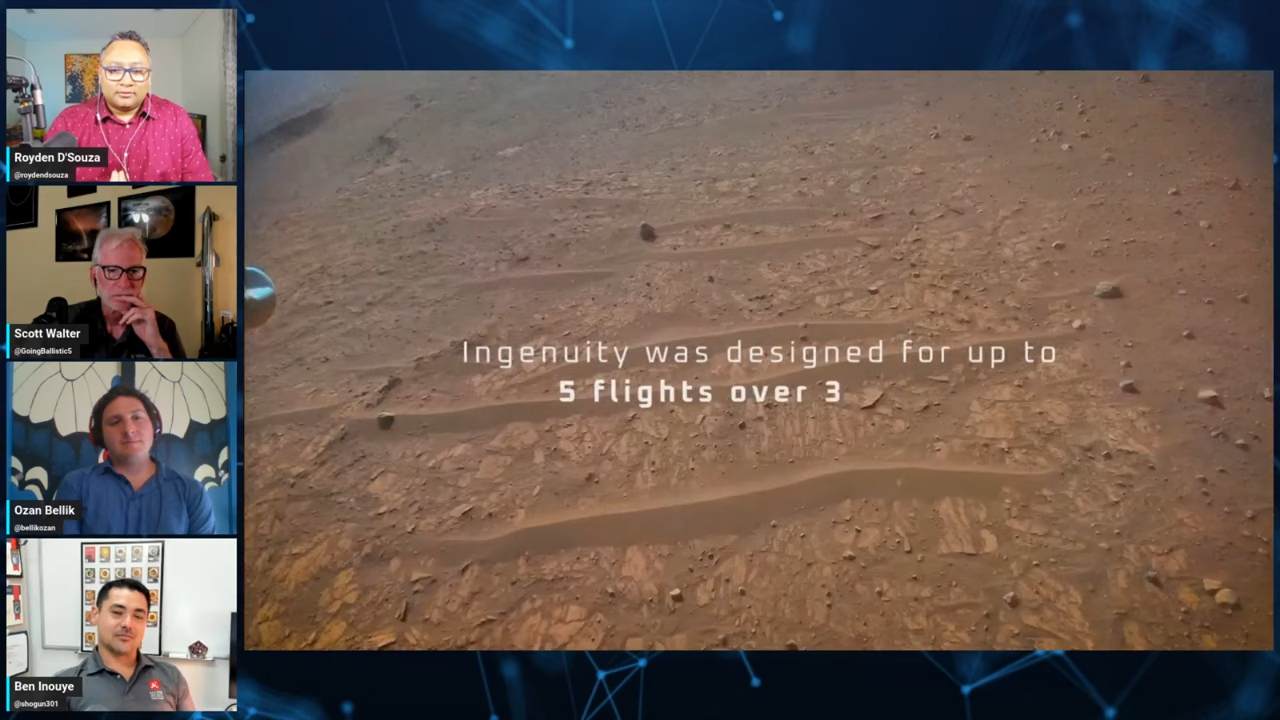 Royden D'Souza
@roydendsouza
Scott Walter
@GoingBallistic5
Ozan Bellik
@bellikozan
Ben Inouye
@shogun301
Ingenuity was designed for up to
5 flights over 3